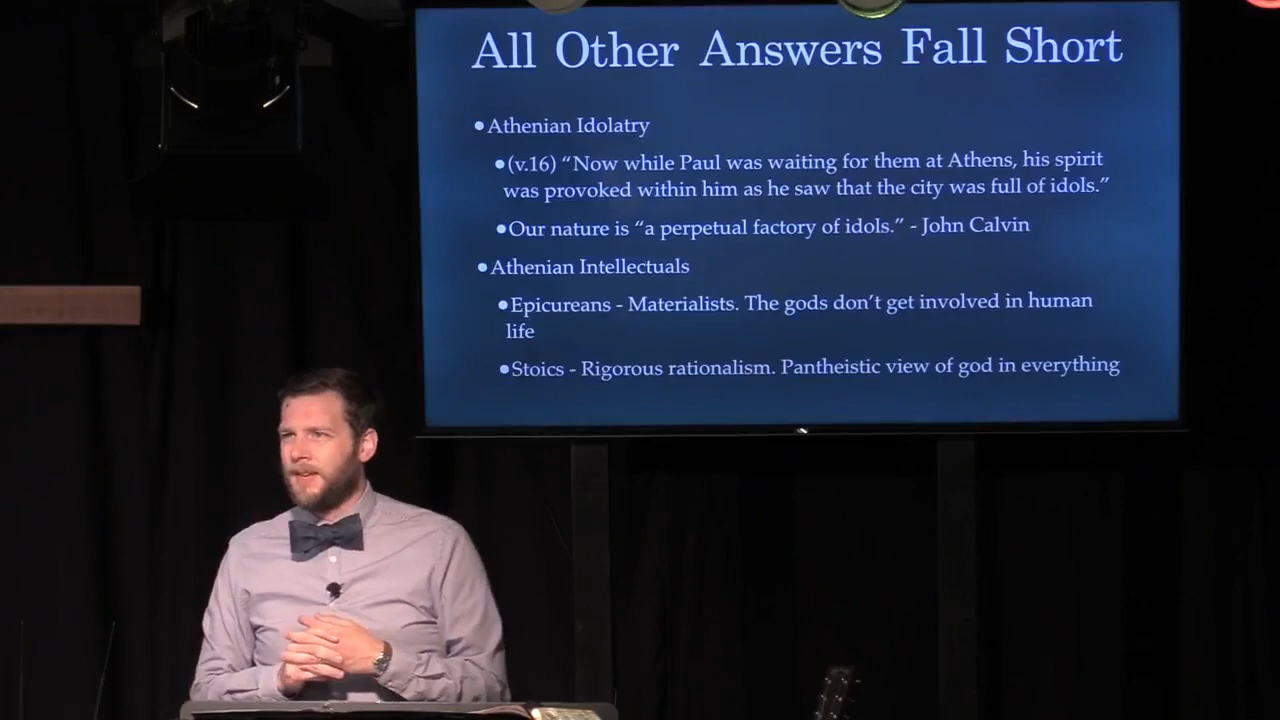 All Other Answers Fall Short
•Athenian Idolatry
•(v.16) “Now while Paul was waiting for them at Athens, his spirit
was provoked within him as he saw that the city was full of idols.”
•Our nature is “a perpetual factory of idols.” - John Calvin
•Athenian Intellectuals
•Epicureans - Materialists. The gods don’t get involved in human
life
•Stoics - Rigorous rationalism. Pantheistic view of god in everything